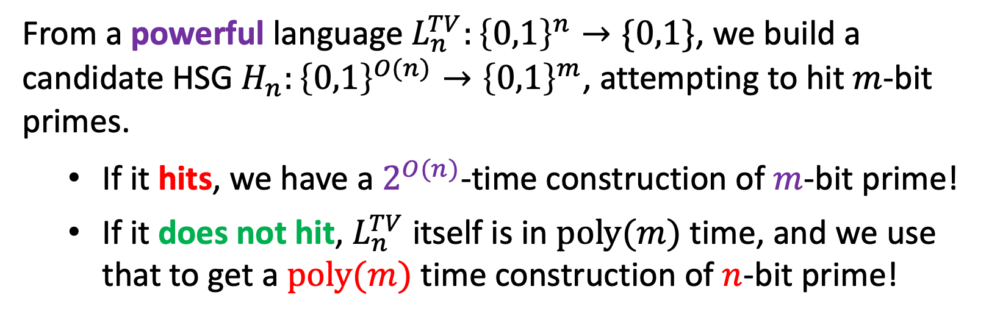 From a powerful language $L_n^{TV}: \{0,1\}^n \to \{0,1\}$, we build a
candidate HSG $H_n: \{0,1\}^{O(n)} \to \{0,1\}^m$, attempting to hit $m$-bit
primes.
• If it hits, we have a $2^{O(n)}$-time construction of $m$-bit prime!
• If it does not hit, $L_n^{TV}$ itself is in $\text{poly}(m)$ time, and we use
that to get a $\text{poly}(m)$ time construction of $n$-bit prime!